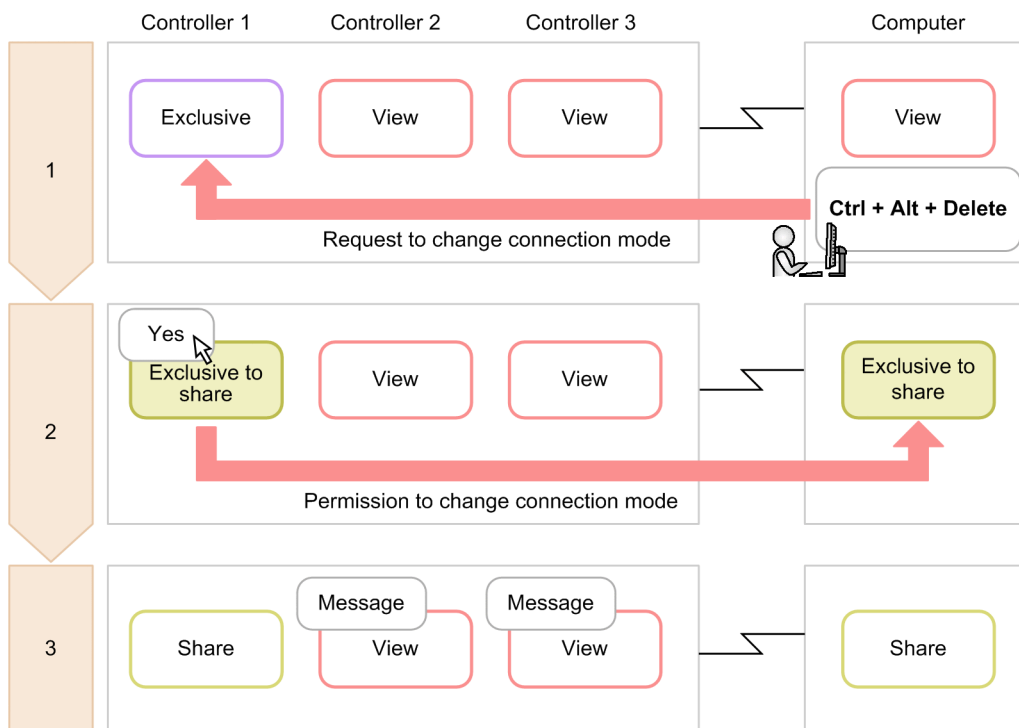 Controller 1
Controller 2
Controller 3
Computer
1
Exclusive
View
View
View
Ctrl + Alt + Delete
Request to change connection mode
2
Yes
Exclusive to
share
View
View
Exclusive to
share
Permission to change connection mode
3
Message
Message
Share
View
View
Share